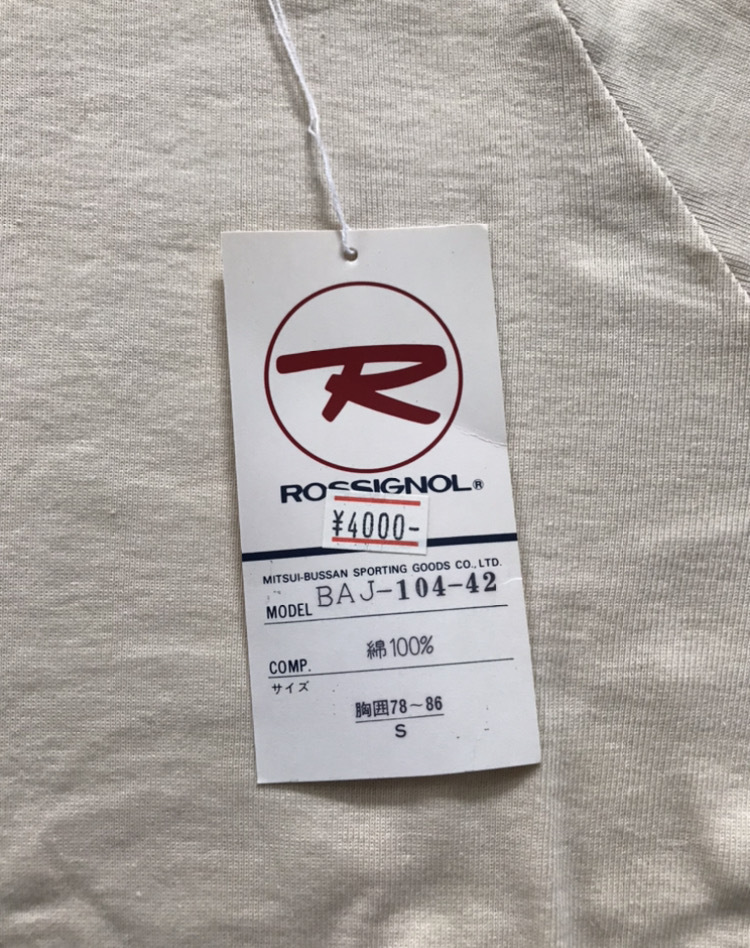 R
ROSSIGNOL®
¥4000-
MITSUI-BUSSAN SPORTING GOODS CO., LTD.
MODEL BAJ-104-42
COMP. 綿100%
サイズ
胸囲78～86
S